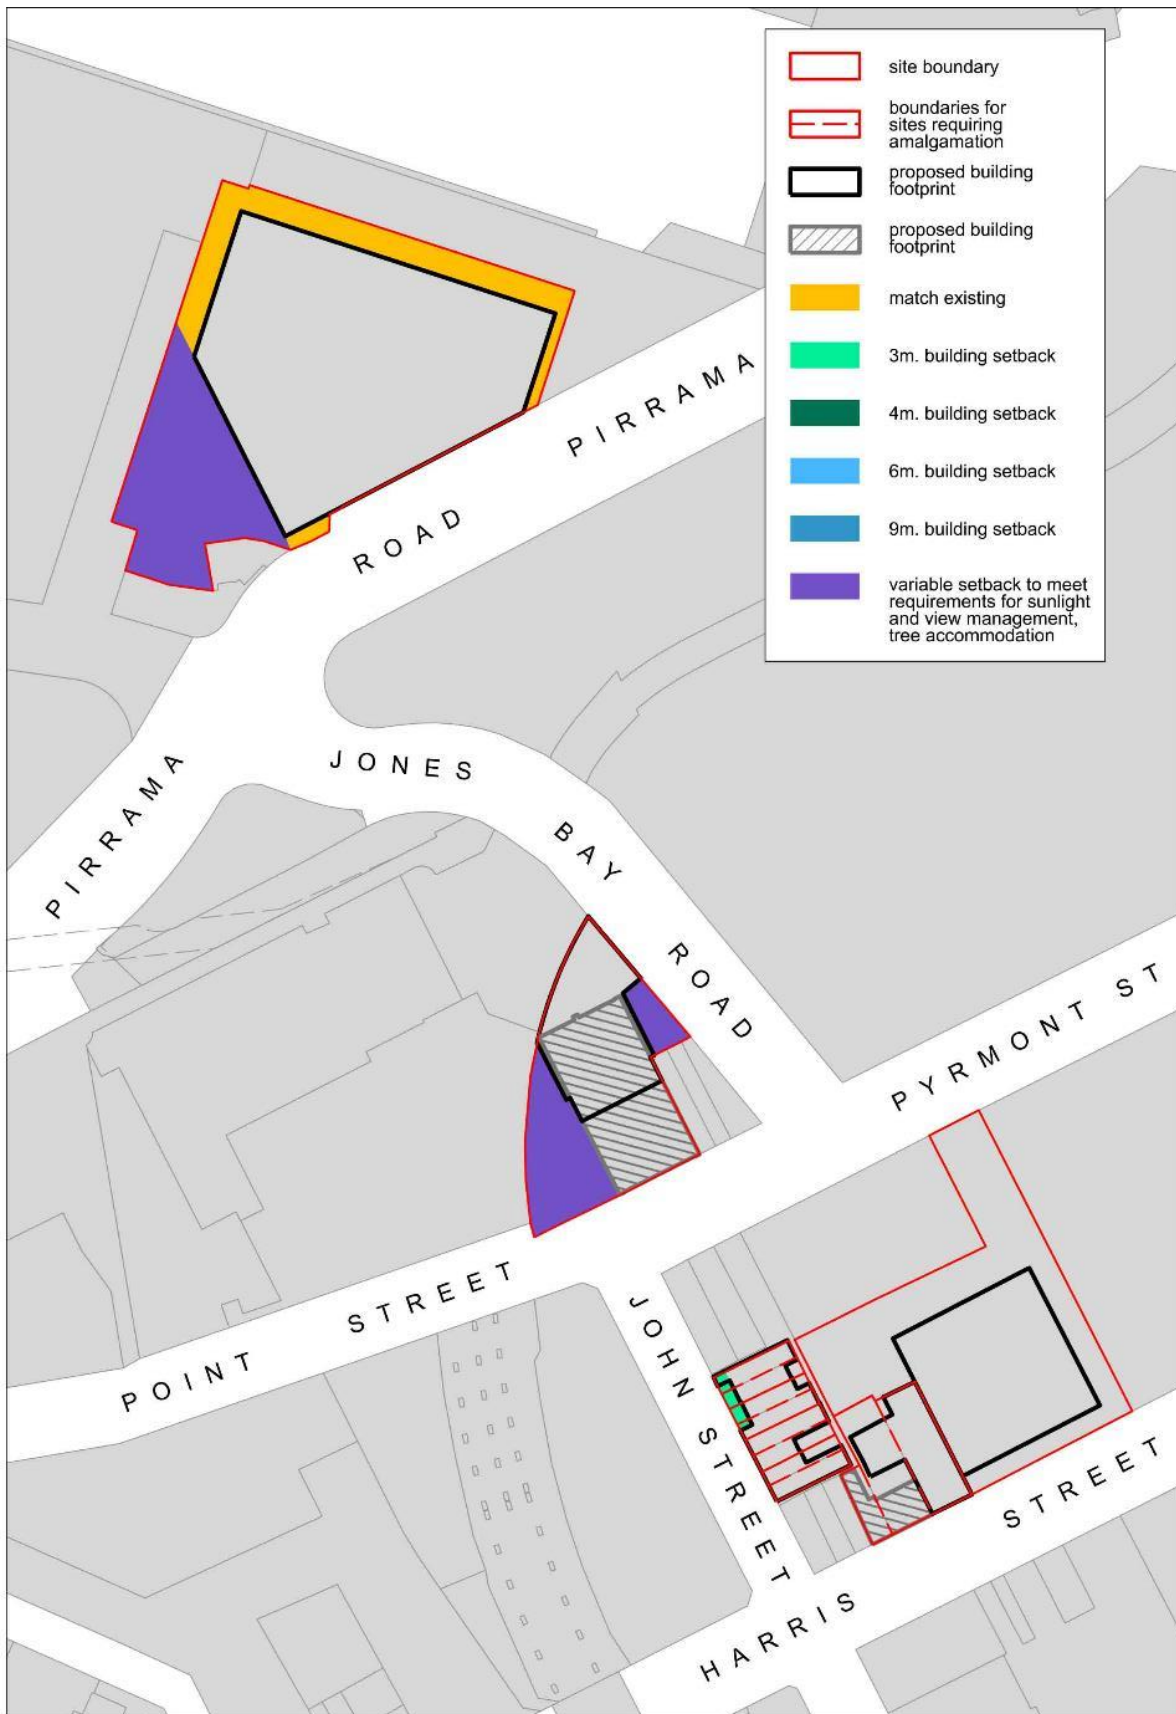 site boundary
boundaries for
sites requiring
amalgamation
proposed building
footprint
proposed building
footprint
match existing
3m. building setback
4m. building setback
6m. building setback
9m. building setback
variable setback to meet
requirements for sunlight
and view management,
tree accommodation
PIRRAMA
ROAD
PIRRAMA
JONES
BAY
ROAD
PYRMONT ST
POINT STREET
JOHN STREET
HARRIS STREET